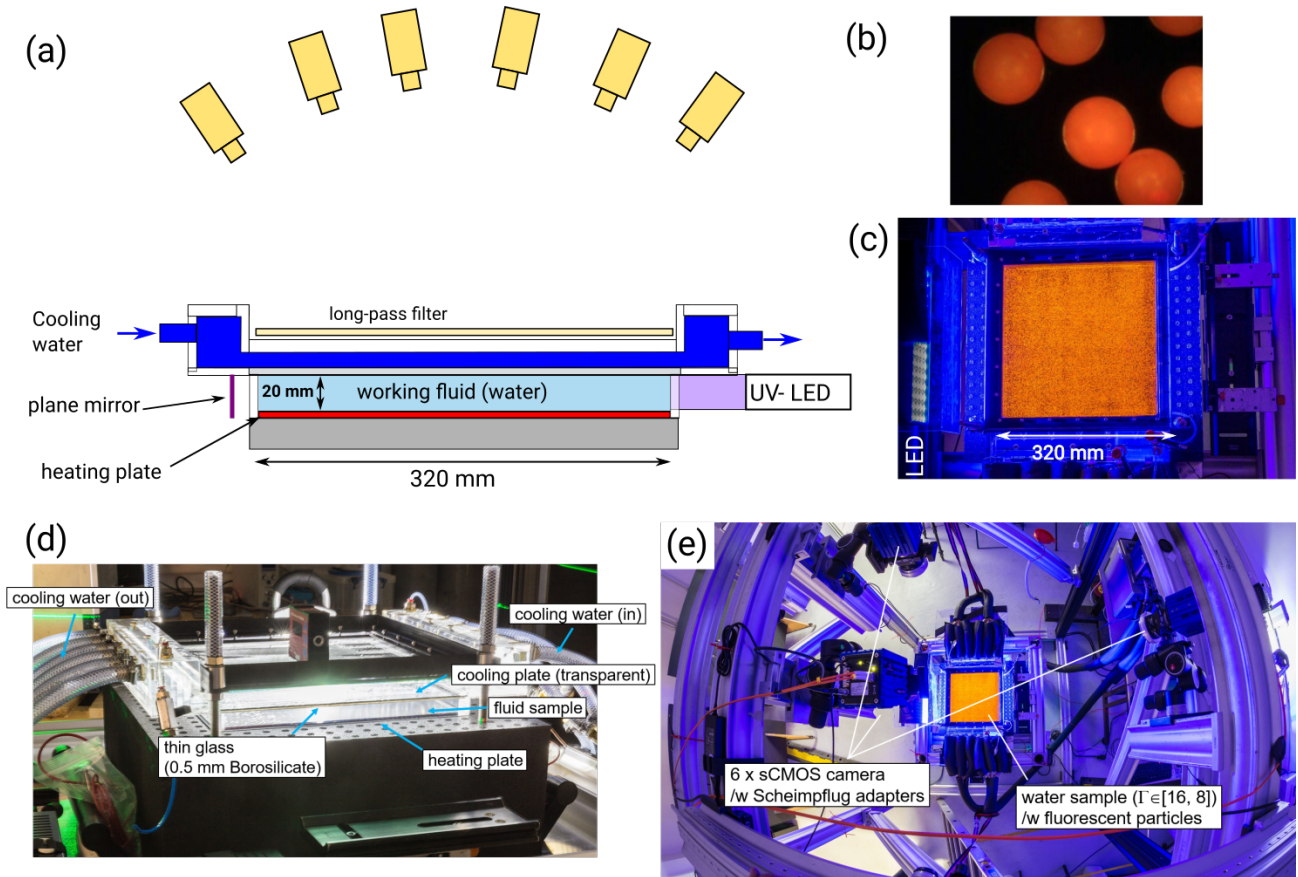 (a)
Cooling
water
long-pass filter
20 mm
working fluid (water)
UV- LED
plane mirror
heating plate
320 mm
(b)
(c)
LED
320 mm
(d)
cooling water (out)
cooling water (in)
cooling plate (transparent)
fluid sample
thin glass
(0.5 mm Borosilicate)
heating plate
(e)
6 x sCMOS camera
/w Scheimpflug adapters
water sample (Γ∈[16, 8])
/w fluorescent particles